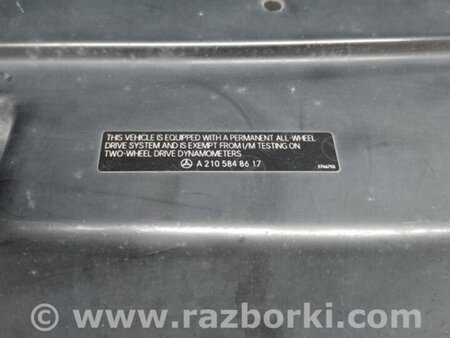 THIS VEHICLE IS EQUIPPED WITH A PERMANENT ALL-WHEEL
DRIVE SYSTEM AND IS EXEMPT FROM I/M TESTING ON
TWO-WHEEL DRIVE DYNAMOMETERS
A 210 584 86 17
2766753
www.razborki.com